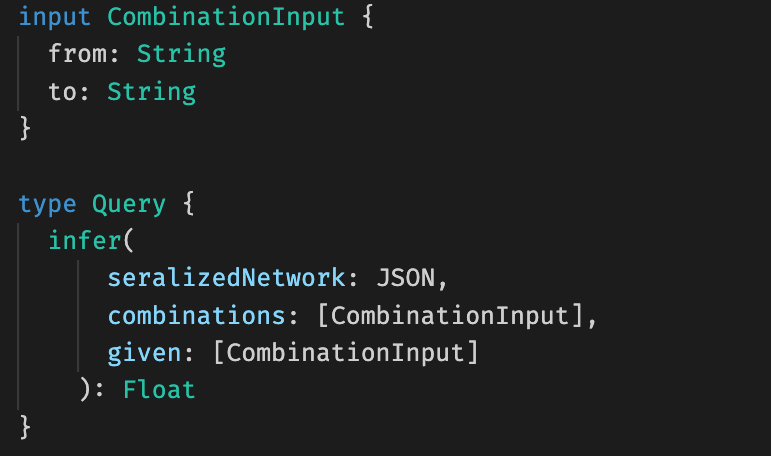 input CombinationInput {
from: String
to: String
}
type Query {
infer(
seralizedNetwork: JSON,
combinations: [CombinationInput],
given: [CombinationInput]
): Float
}